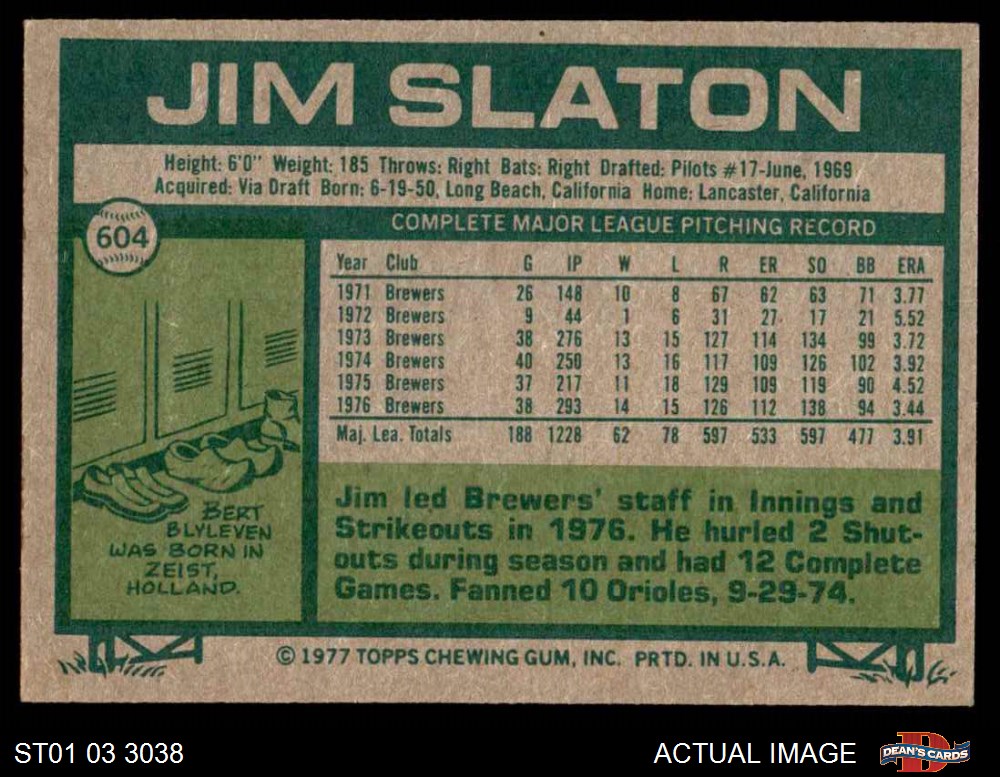 JIM SLATON
Height: 6'0" Weight: 185 Throws: Right Bats: Right Drafted: Pilots #17-June, 1969
Acquired: Via Draft Born: 6-19-50, Long Beach, California Home: Lancaster, California
604
COMPLETE MAJOR LEAGUE PITCHING RECORD
Year Club G IP W L R ER SO BB ERA
1971 Brewers 26 148 10 8 67 62 63 71 3.77
1972 Brewers 9 44 1 6 31 27 17 21 5.52
1973 Brewers 38 276 13 15 127 114 134 99 3.72
1974 Brewers 40 250 13 16 117 109 126 102 3.92
1975 Brewers 37 217 11 18 129 109 119 90 4.52
1976 Brewers 38 293 14 15 126 112 138 94 3.44
Maj. Lea. Totals 188 1228 62 78 597 533 597 477 3.91
BERT
BLYLEVEN
WAS BORN IN
ZEIST,
HOLLAND.
Jim led Brewers' staff in Innings and
Strikeouts in 1976. He hurled 2 Shut-
outs during season and had 12 Complete
Games. Fanned 10 Orioles, 9-29-74.
© 1977 TOPPS CHEWING GUM, INC. PRTD. IN U.S.A.
ST01 03 3038
ACTUAL IMAGE
D
DEAN'S CARDS